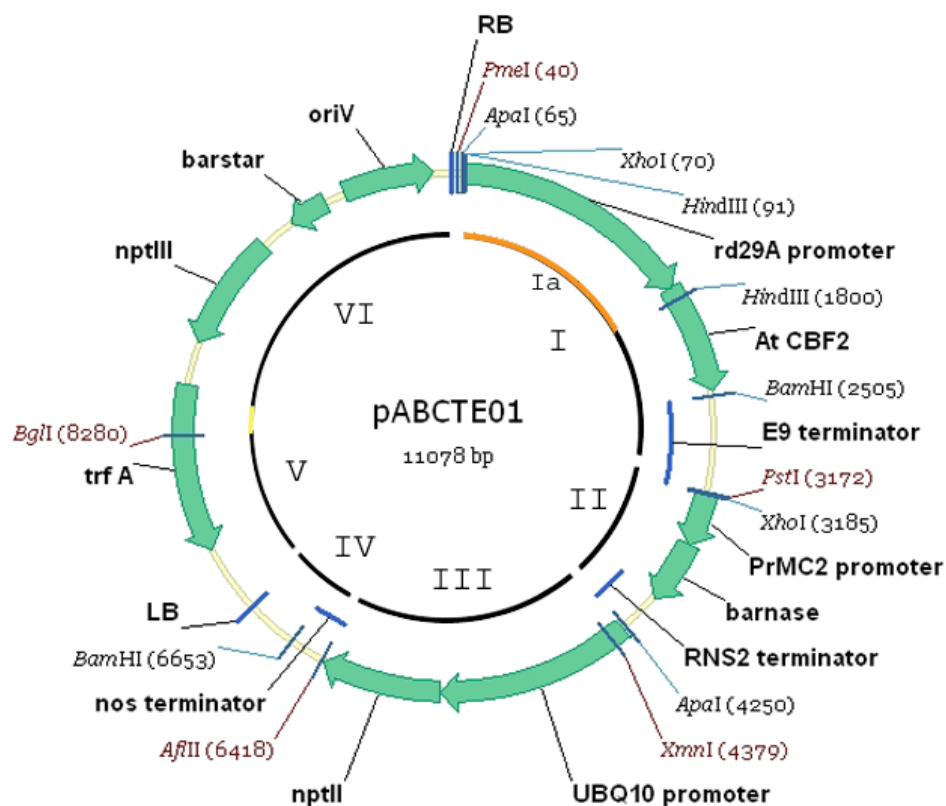 RB
PmeI (40)
ApaI (65)
XhoI (70)
HindIII (91)
rd29A promoter
HindIII (1800)
At CBF2
BamHI (2505)
E9 terminator
PstI (3172)
XhoI (3185)
PrMC2 promoter
barnase
RNS2 terminator
ApaI (4250)
XmnI (4379)
UBQ10 promoter
nptII
AflII (6418)
nos terminator
BamHI (6653)
LB
trf A
BglI (8280)
nptIII
barstar
oriV
Ia
I
II
III
IV
V
VI
pABCTE01
11078 bp